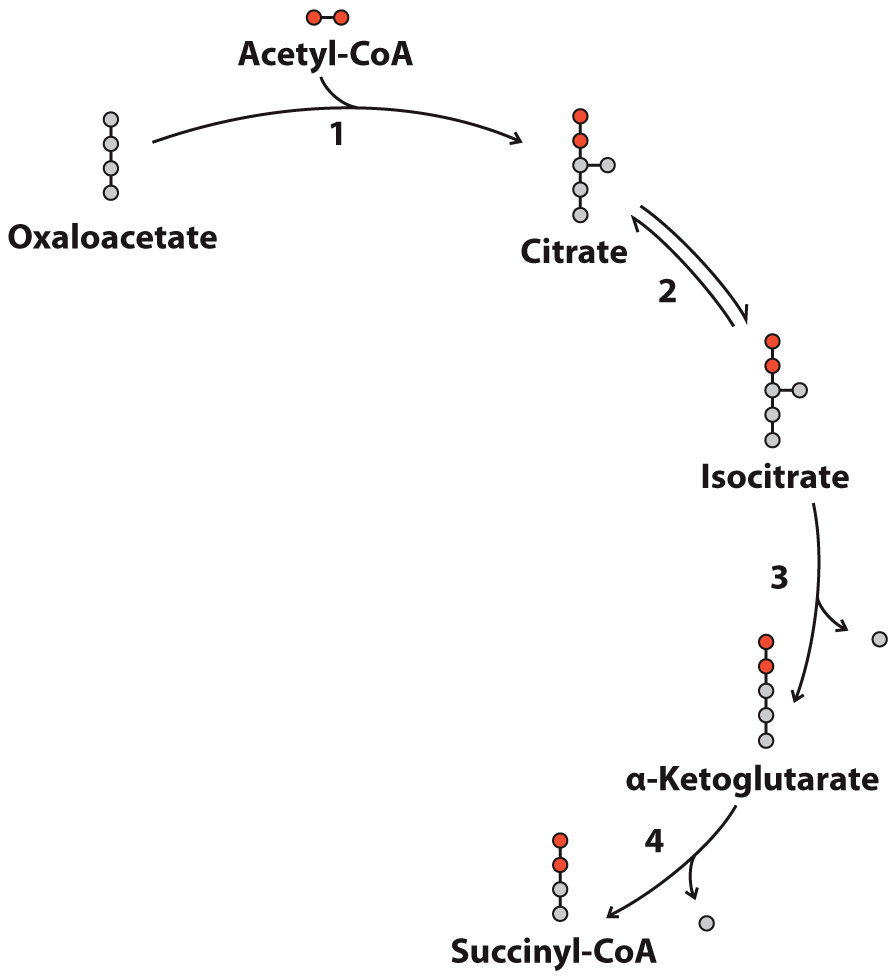 Acetyl-CoA
1
Oxaloacetate
Citrate
2
Isocitrate
3
α-Ketoglutarate
4
Succinyl-CoA